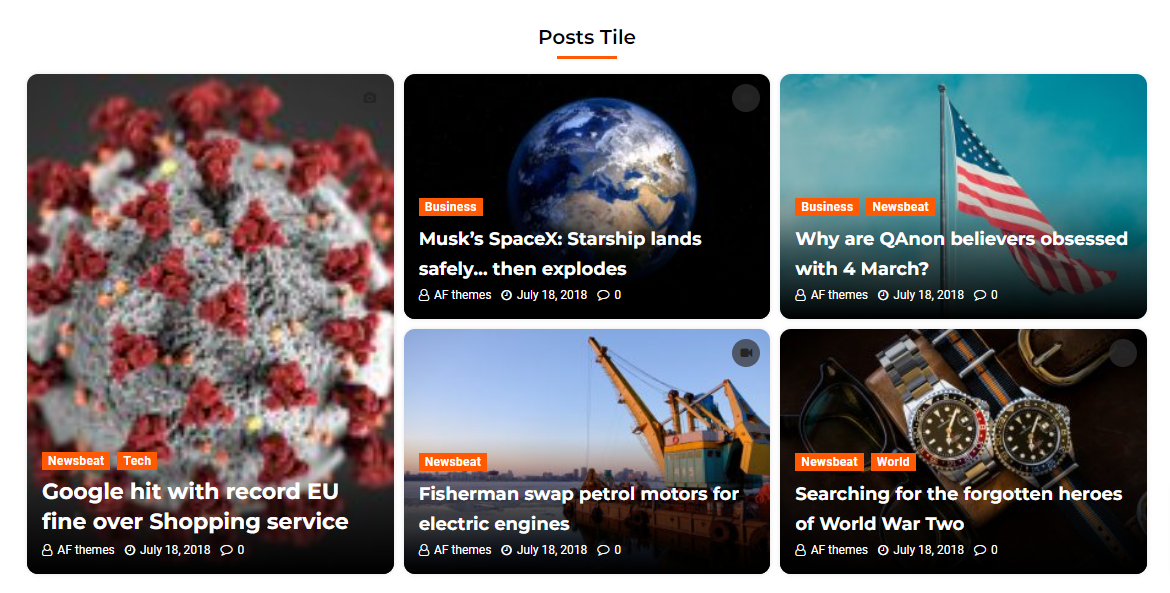 Posts Tile
Newsbeat Tech
Google hit with record EU
fine over Shopping service
AF themes July 18, 2018 0
Business
Musk’s SpaceX: Starship lands
safely… then explodes
AF themes July 18, 2018 0
Business Newsbeat
Why are QAnon believers obsessed
with 4 March?
AF themes July 18, 2018 0
Newsbeat
Fisherman swap petrol motors for
electric engines
AF themes July 18, 2018 0
Newsbeat World
Searching for the forgotten heroes
of World War Two
AF themes July 18, 2018 0